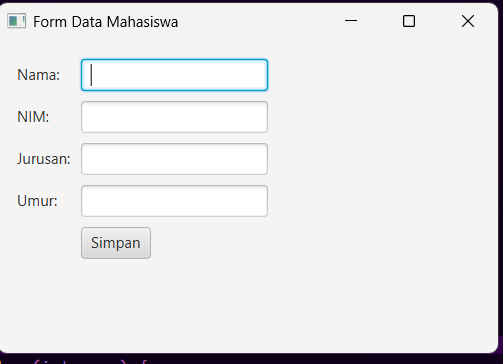 Form Data Mahasiswa
Nama:
NIM:
Jurusan:
Umur:
Simpan